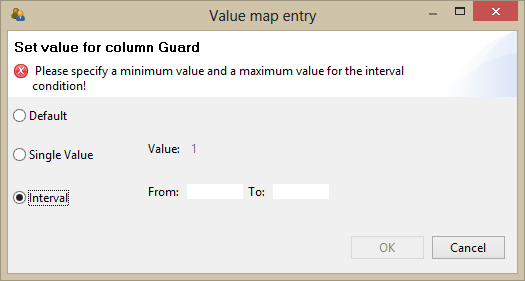 Value map entry
Set value for column Guard
Please specify a minimum value and a maximum value for the interval
condition!
Default
Single Value Value: 1
Interval From: To:
OK Cancel